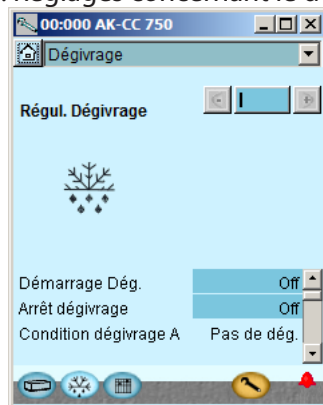 00:000 AK-CC 750
Dégivrage
Régul. Dégivrage
I
Démarrage Dég. Off
Arrêt dégivrage Off
Condition dégivrage A Pas de dég.